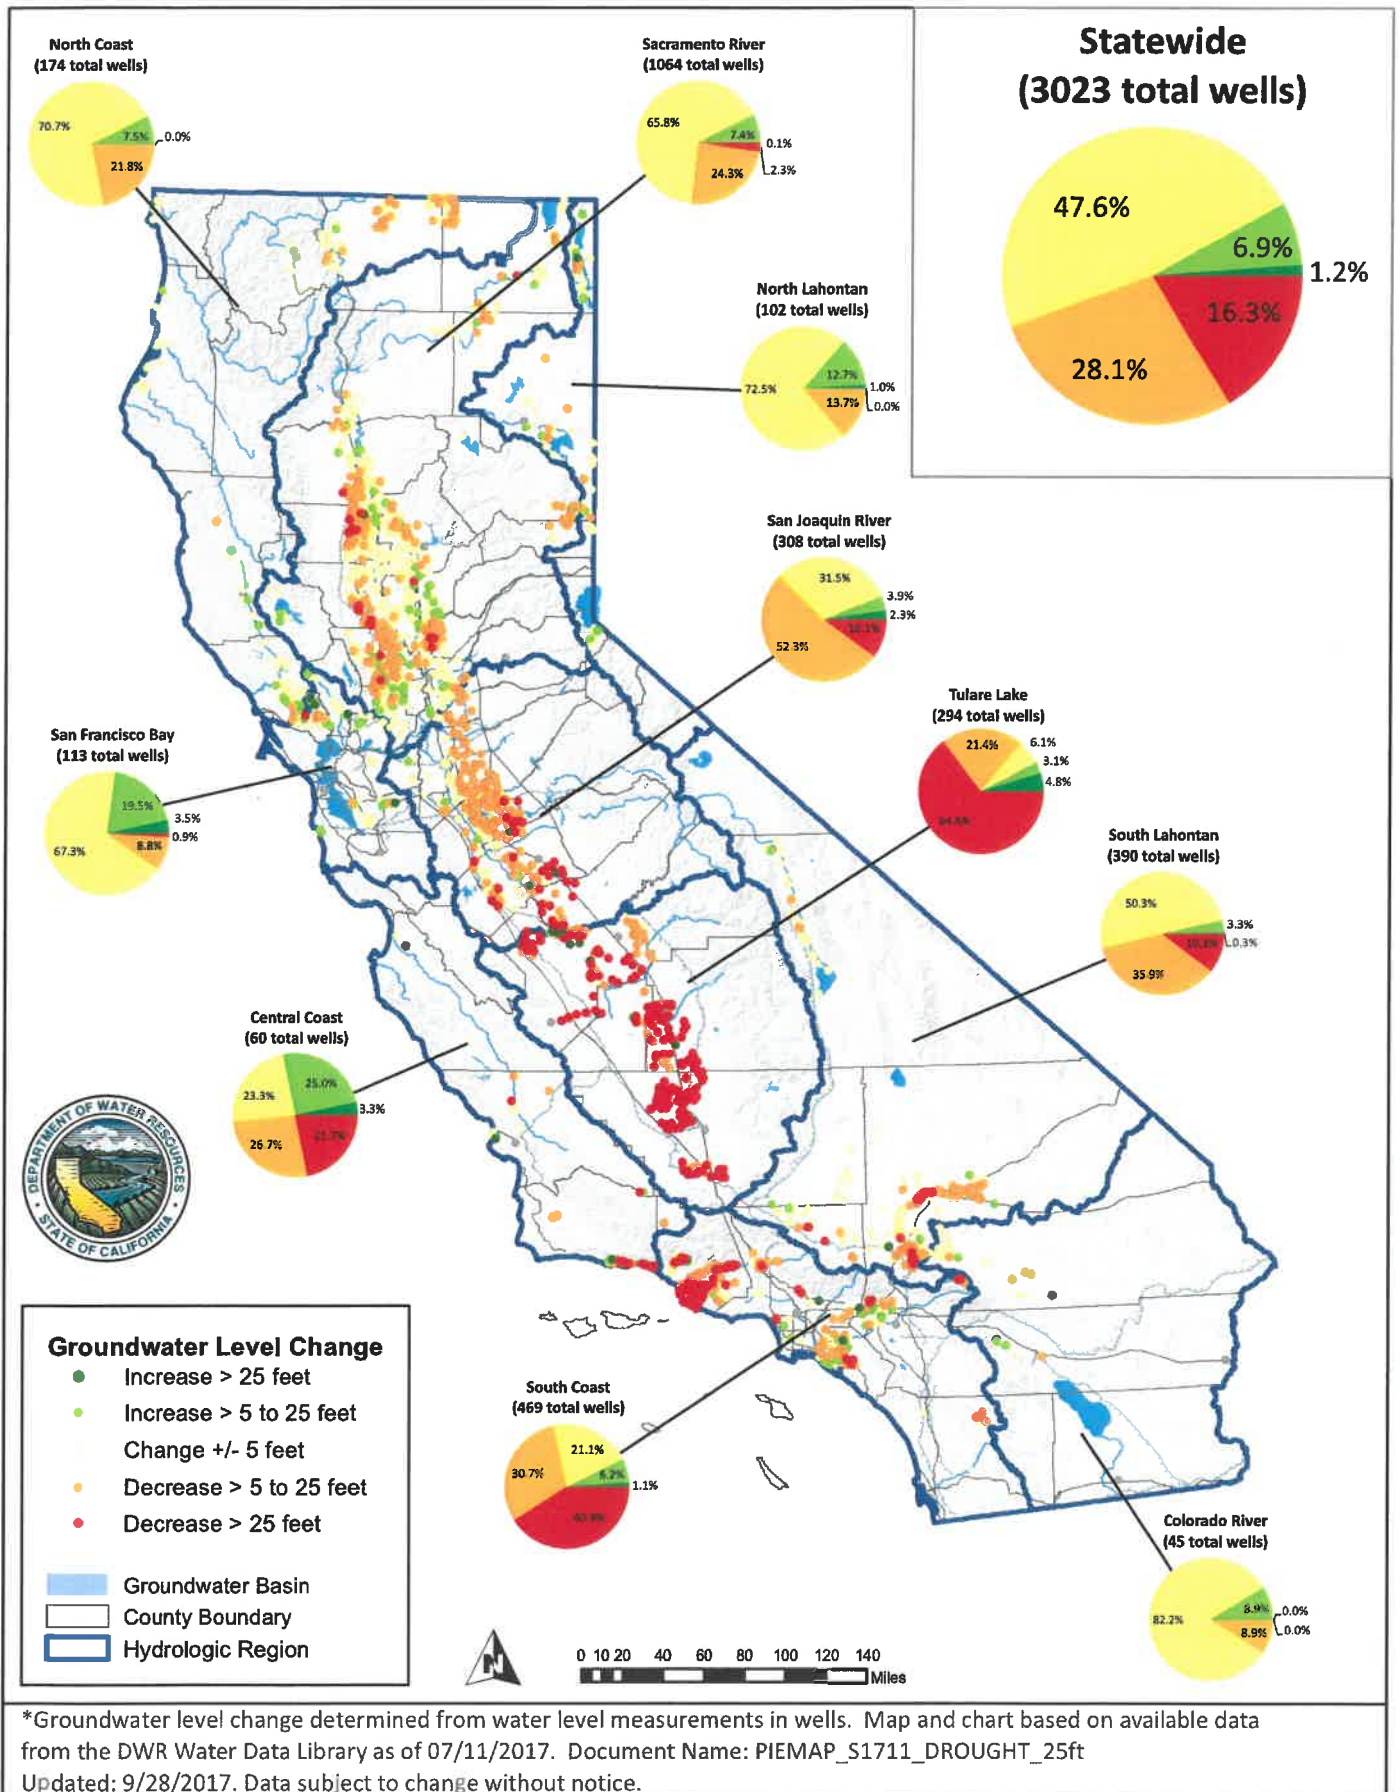 North Coast
(174 total wells)
70.7%
7.5%
0.0%
21.8%
Sacramento River
(1064 total wells)
65.8%
7.4%
0.1%
2.3%
24.3%
Statewide
(3023 total wells)
47.6%
6.9%
1.2%
16.3%
28.1%
North Lahontan
(102 total wells)
72.5%
12.7%
1.0%
0.0%
13.7%
San Joaquin River
(308 total wells)
31.5%
3.9%
2.3%
10.1%
52.3%
Tulare Lake
(294 total wells)
21.4%
6.1%
3.1%
4.8%
San Francisco Bay
(113 total wells)
19.5%
3.5%
0.9%
8.8%
67.3%
South Lahontan
(390 total wells)
50.3%
3.3%
0.3%
35.9%
Central Coast
(60 total wells)
25.0%
23.3%
3.3%
21.7%
26.7%
DEPARTMENT OF WATER RESOURCES
STATE OF CALIFORNIA
Groundwater Level Change
Increase > 25 feet
Increase > 5 to 25 feet
Change +/- 5 feet
Decrease > 5 to 25 feet
Decrease > 25 feet
Groundwater Basin
County Boundary
Hydrologic Region
South Coast
(469 total wells)
21.1%
30.7%
6.2%
1.1%
Colorado River
(45 total wells)
82.2%
8.9%
0.0%
0.0%
8.9%
N
0 10 20 40 60 80 100 120 140
Miles
*Groundwater level change determined from water level measurements in wells. Map and chart based on available data
from the DWR Water Data Library as of 07/11/2017. Document Name: PIEMAP_S1711_DROUGHT_25ft
Updated: 9/28/2017. Data subject to change without notice.